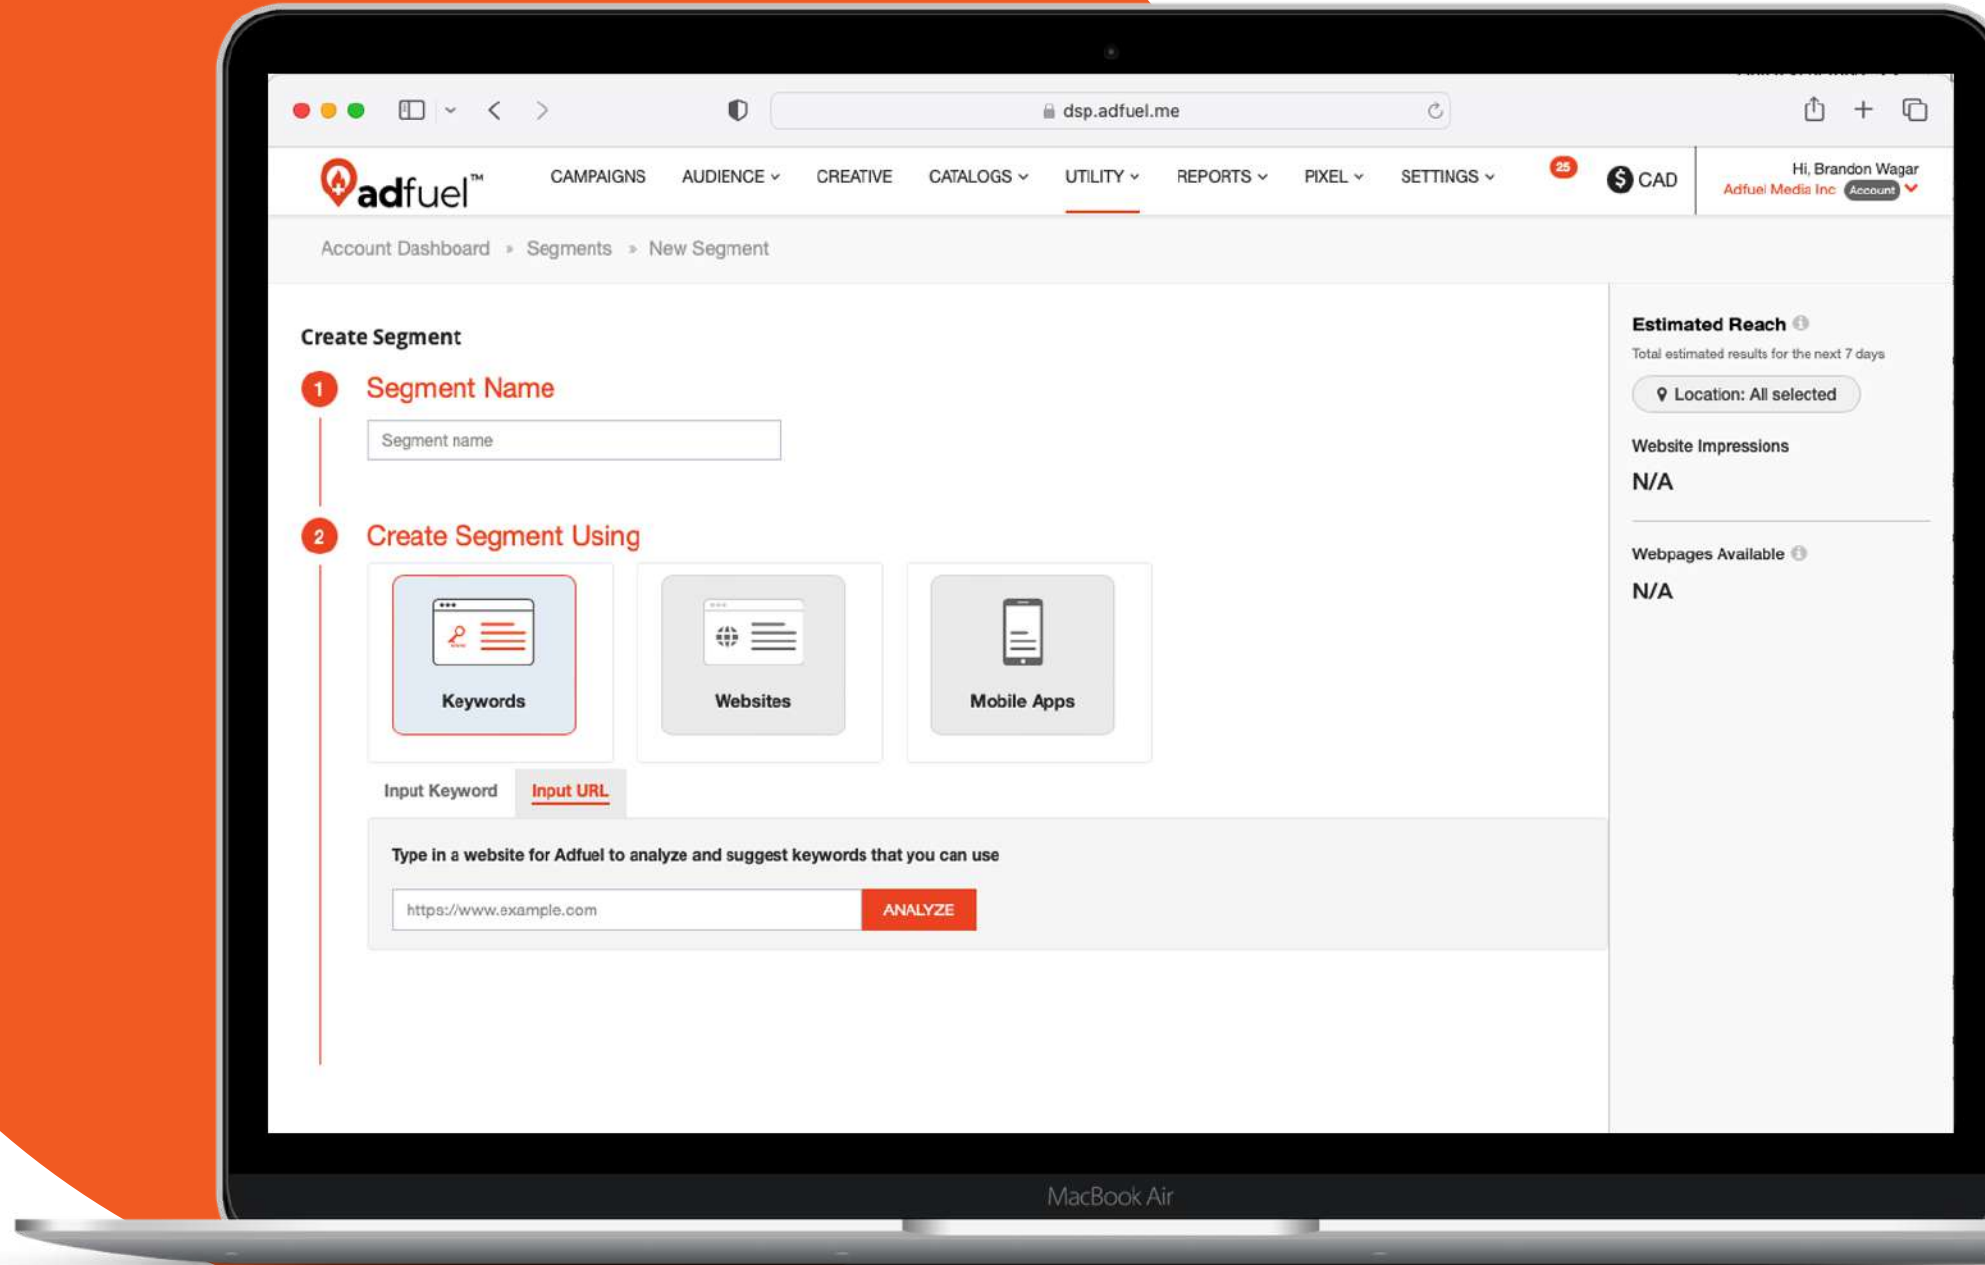 dsp.adfuel.me
adfuel™
CAMPAIGNS AUDIENCE CREATIVE CATALOGS UTILITY REPORTS PIXEL SETTINGS 25 $ CAD
Hi, Brandon Wagar
Adfuel Media Inc Account
Account Dashboard » Segments » New Segment
Create Segment
1 Segment Name
Segment name
2 Create Segment Using
Keywords Websites Mobile Apps
Input Keyword Input URL
Type in a website for Adfuel to analyze and suggest keywords that you can use
https://www.example.com ANALYZE
Estimated Reach
Total estimated results for the next 7 days
Location: All selected
Website Impressions
N/A
Webpages Available
N/A
MacBook Air